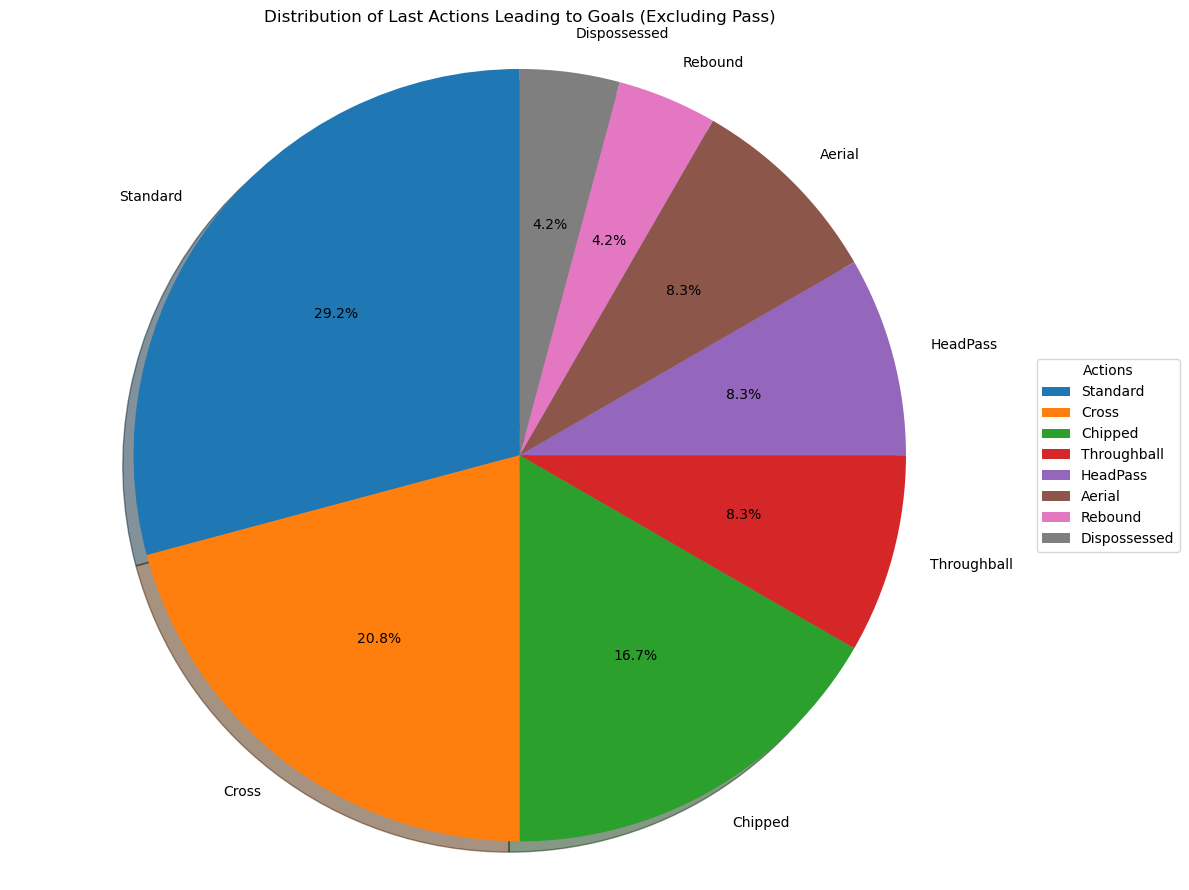 Distribution of Last Actions Leading to Goals (Excluding Pass)
Dispossessed
Rebound
Aerial
Standard
4.2%
4.2%
8.3%
29.2%
HeadPass
8.3%
Actions
Standard
Cross
Chipped
Throughball
HeadPass
Aerial
Rebound
Dispossessed
8.3%
Throughball
20.8%
16.7%
Cross
Chipped